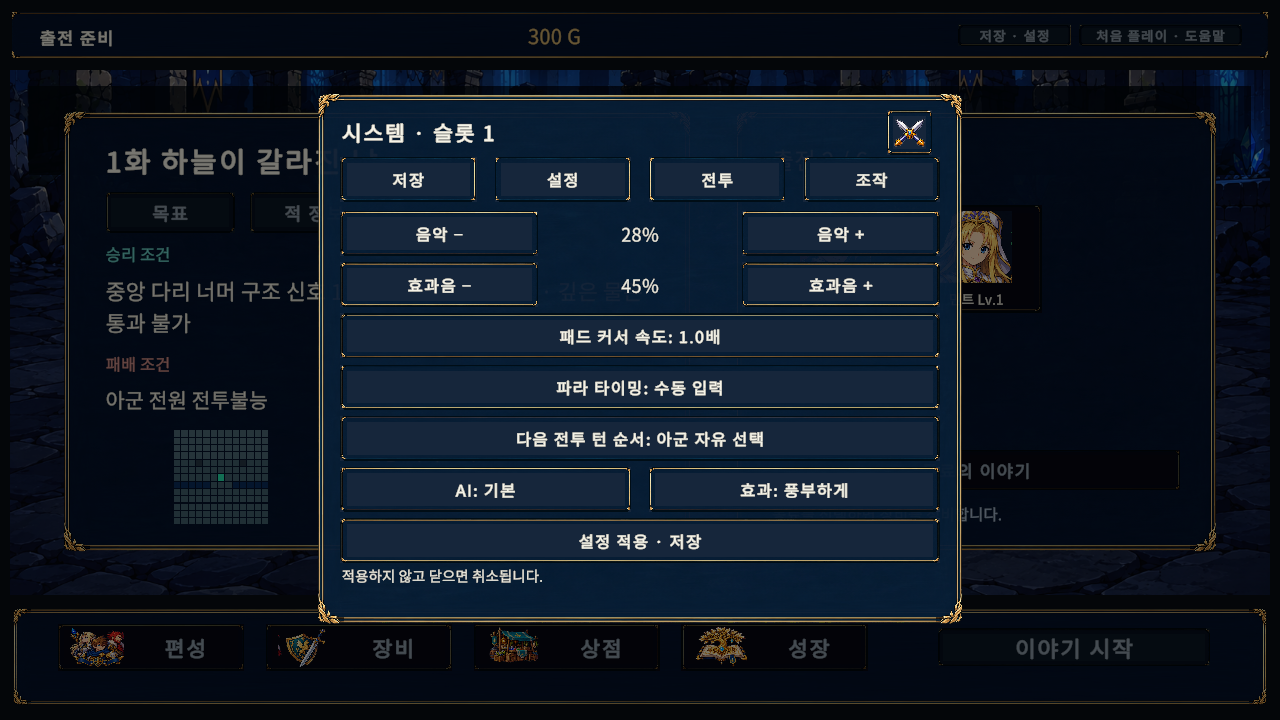 출전 준비
300 G
저장 · 설정
처음 플레이 · 도움말
시스템 · 슬롯 1
저장
설정
전투
조작
음악 −
28%
음악 +
효과음 −
45%
효과음 +
패드 커서 속도: 1.0배
파라 타이밍: 수동 입력
다음 전투 턴 순서: 아군 자유 선택
AI: 기본
효과: 풍부하게
설정 적용 · 저장
적용하지 않고 닫으면 취소됩니다.
1화 하늘이 갈라진 날
목표
적 정
승리 조건
중앙 다리 너머 구조 신호
통과 불가
패배 조건
아군 전원 전투불능
트 Lv.1
의 이야기
합니다.
편성
장비
상점
성장
이야기 시작